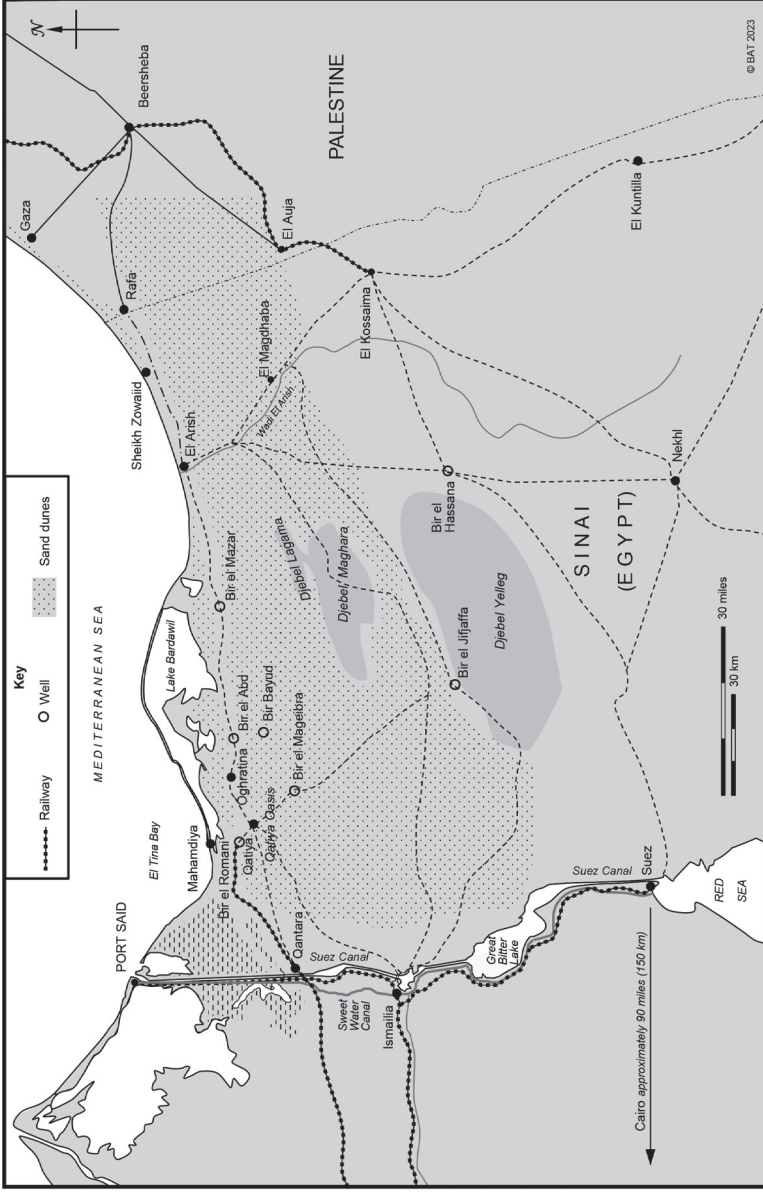 Key
Railway
Well
Sand dunes
MEDITERRANEAN SEA
N
Gaza
Beersheba
Rafa
Sheikh Zowaiid
El Arish
PALESTINE
El Auja
El Magdhaba
Wadi El Arish
El Kossaima
El Kuntilla
Lake Bardawil
Bir el Mazar
El Tina Bay
Mahamdiya
PORT SAID
Bir el Abd
Bir Bayud
Oghratina
Bir el Mageibra
Bir el Romani
Qatiya
Qatiya Oasis
Qantara
Suez Canal
Sweet
Water
Canal
Ismailia
Djebel Lagama
Djebel Maghara
Bir el Jifjaffa
Djebel Yelleg
Bir el
Hassana
SINAI
(EGYPT)
Nekhl
Great
Bitter
Lake
Suez Canal
Suez
RED
SEA
Cairo approximately 90 miles (150 km)
30 miles
30 km
© BAT 2023